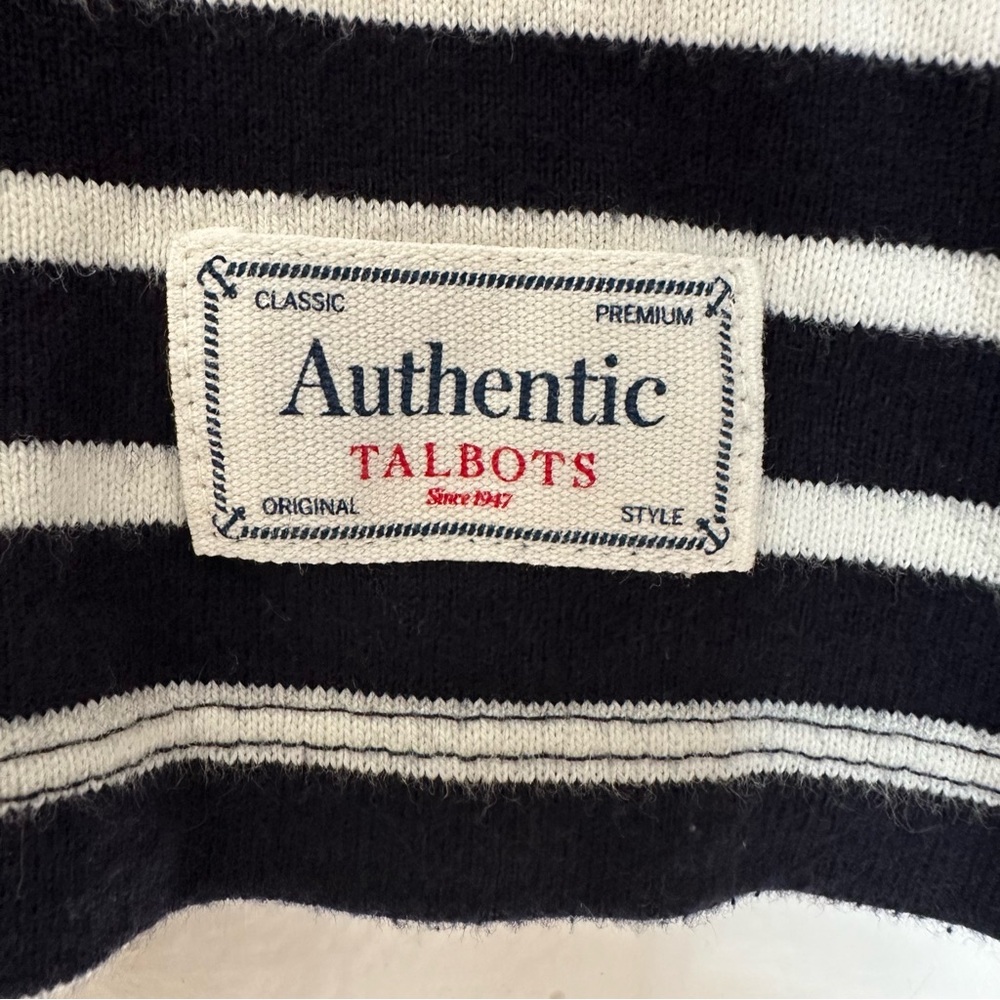 CLASSIC PREMIUM
Authentic
TALBOTS
Since 1947
ORIGINAL STYLE